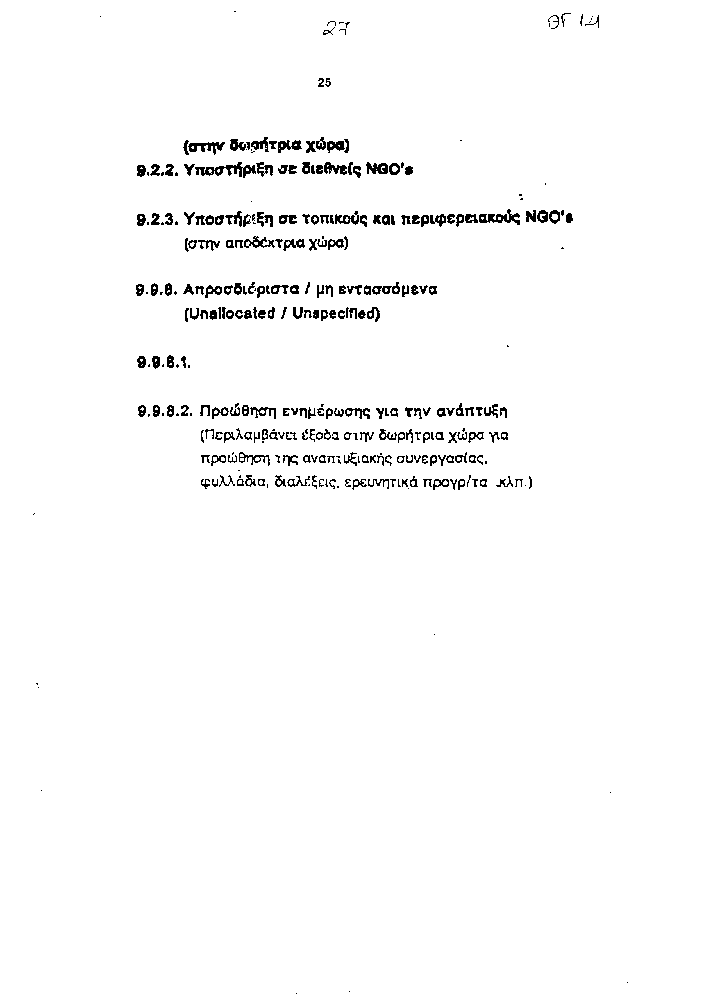 27
25
(στην δωρήτρια χώρα)
9.2.2. Υποστήριξη σε διεθνείς NGO's
9.2.3. Υποστήριξη σε τοπικούς και περιφερειακούς NGO's
(στην αποδέκτρια χώρα)
9.9.8. Απροσδιόριστα / μη εντασσόμενα
(Unallocated / Unspecified)
9.9.8.1.
9.9.8.2. Προώθηση ενημέρωσης για την ανάπτυξη
(Περιλαμβάνει έξοδα στην δωρήτρια χώρα για
προώθηση της αναπτυξιακής συνεργασίας,
φυλλάδια, διαλέξεις, ερευνητικά προγρ/τα κλπ.)